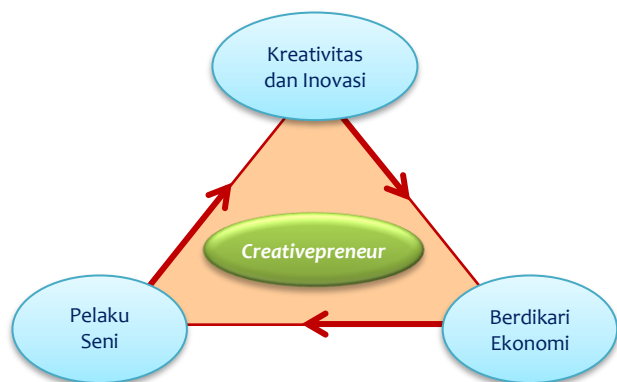 Kreativitas
dan Inovasi
Creativepreneur
Pelaku
Seni
Berdikari
Ekonomi